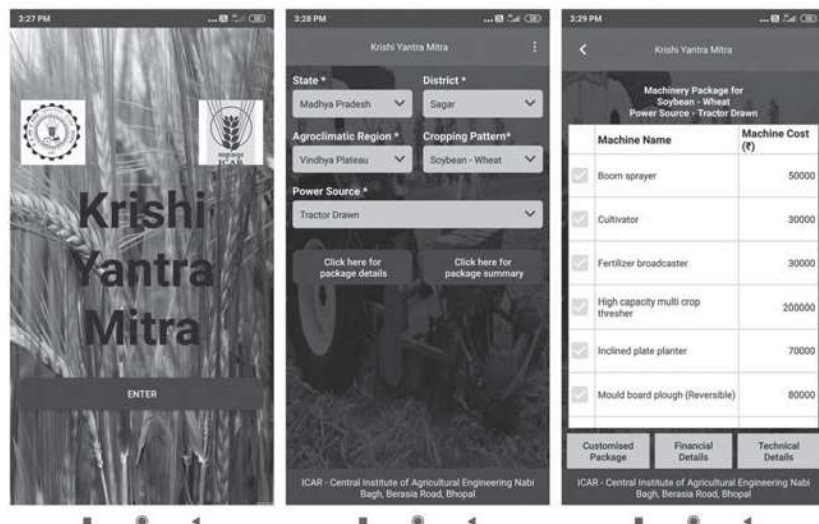 3:27 PM
Krishi
Yantra
Mitra
ENTER
ICAR
3:28 PM
Krishi Yantra Mitra
State *
District *
Madhya Pradesh
Sagar
Agroclimatic Region *
Cropping Pattern*
Vindhya Plateau
Soybean - Wheat
Power Source *
Tractor Drawn
Click here for
package details
Click here for
package summary
ICAR - Central Institute of Agricultural Engineering Nabi
Bagh, Berasia Road, Bhopal
3:29 PM
Krishi Yantra Mitra
Machinery Package for
Soybean - Wheat
Power Source - Tractor Drawn
Machine Name
Machine Cost
(₹)
Boom sprayer 50000
Cultivator 30000
Fertilizer broadcaster 30000
High capacity multi crop
thresher 200000
Inclined plate planter 70000
Mould board plough (Reversible) 80000
Customised
Package
Financial
Details
Technical
Details
ICAR - Central Institute of Agricultural Engineering Nabi
Bagh, Berasia Road, Bhopal